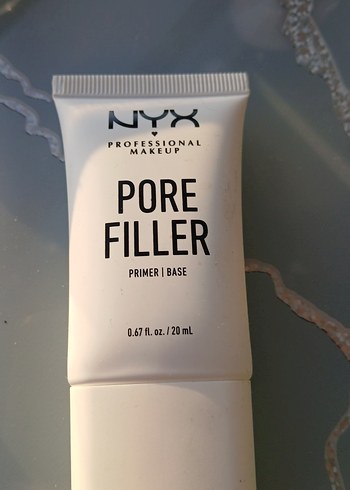 NYX
PROFESSIONAL
MAKEUP
PORE
FILLER
PRIMER | BASE
0.67 fl. oz. / 20 mL